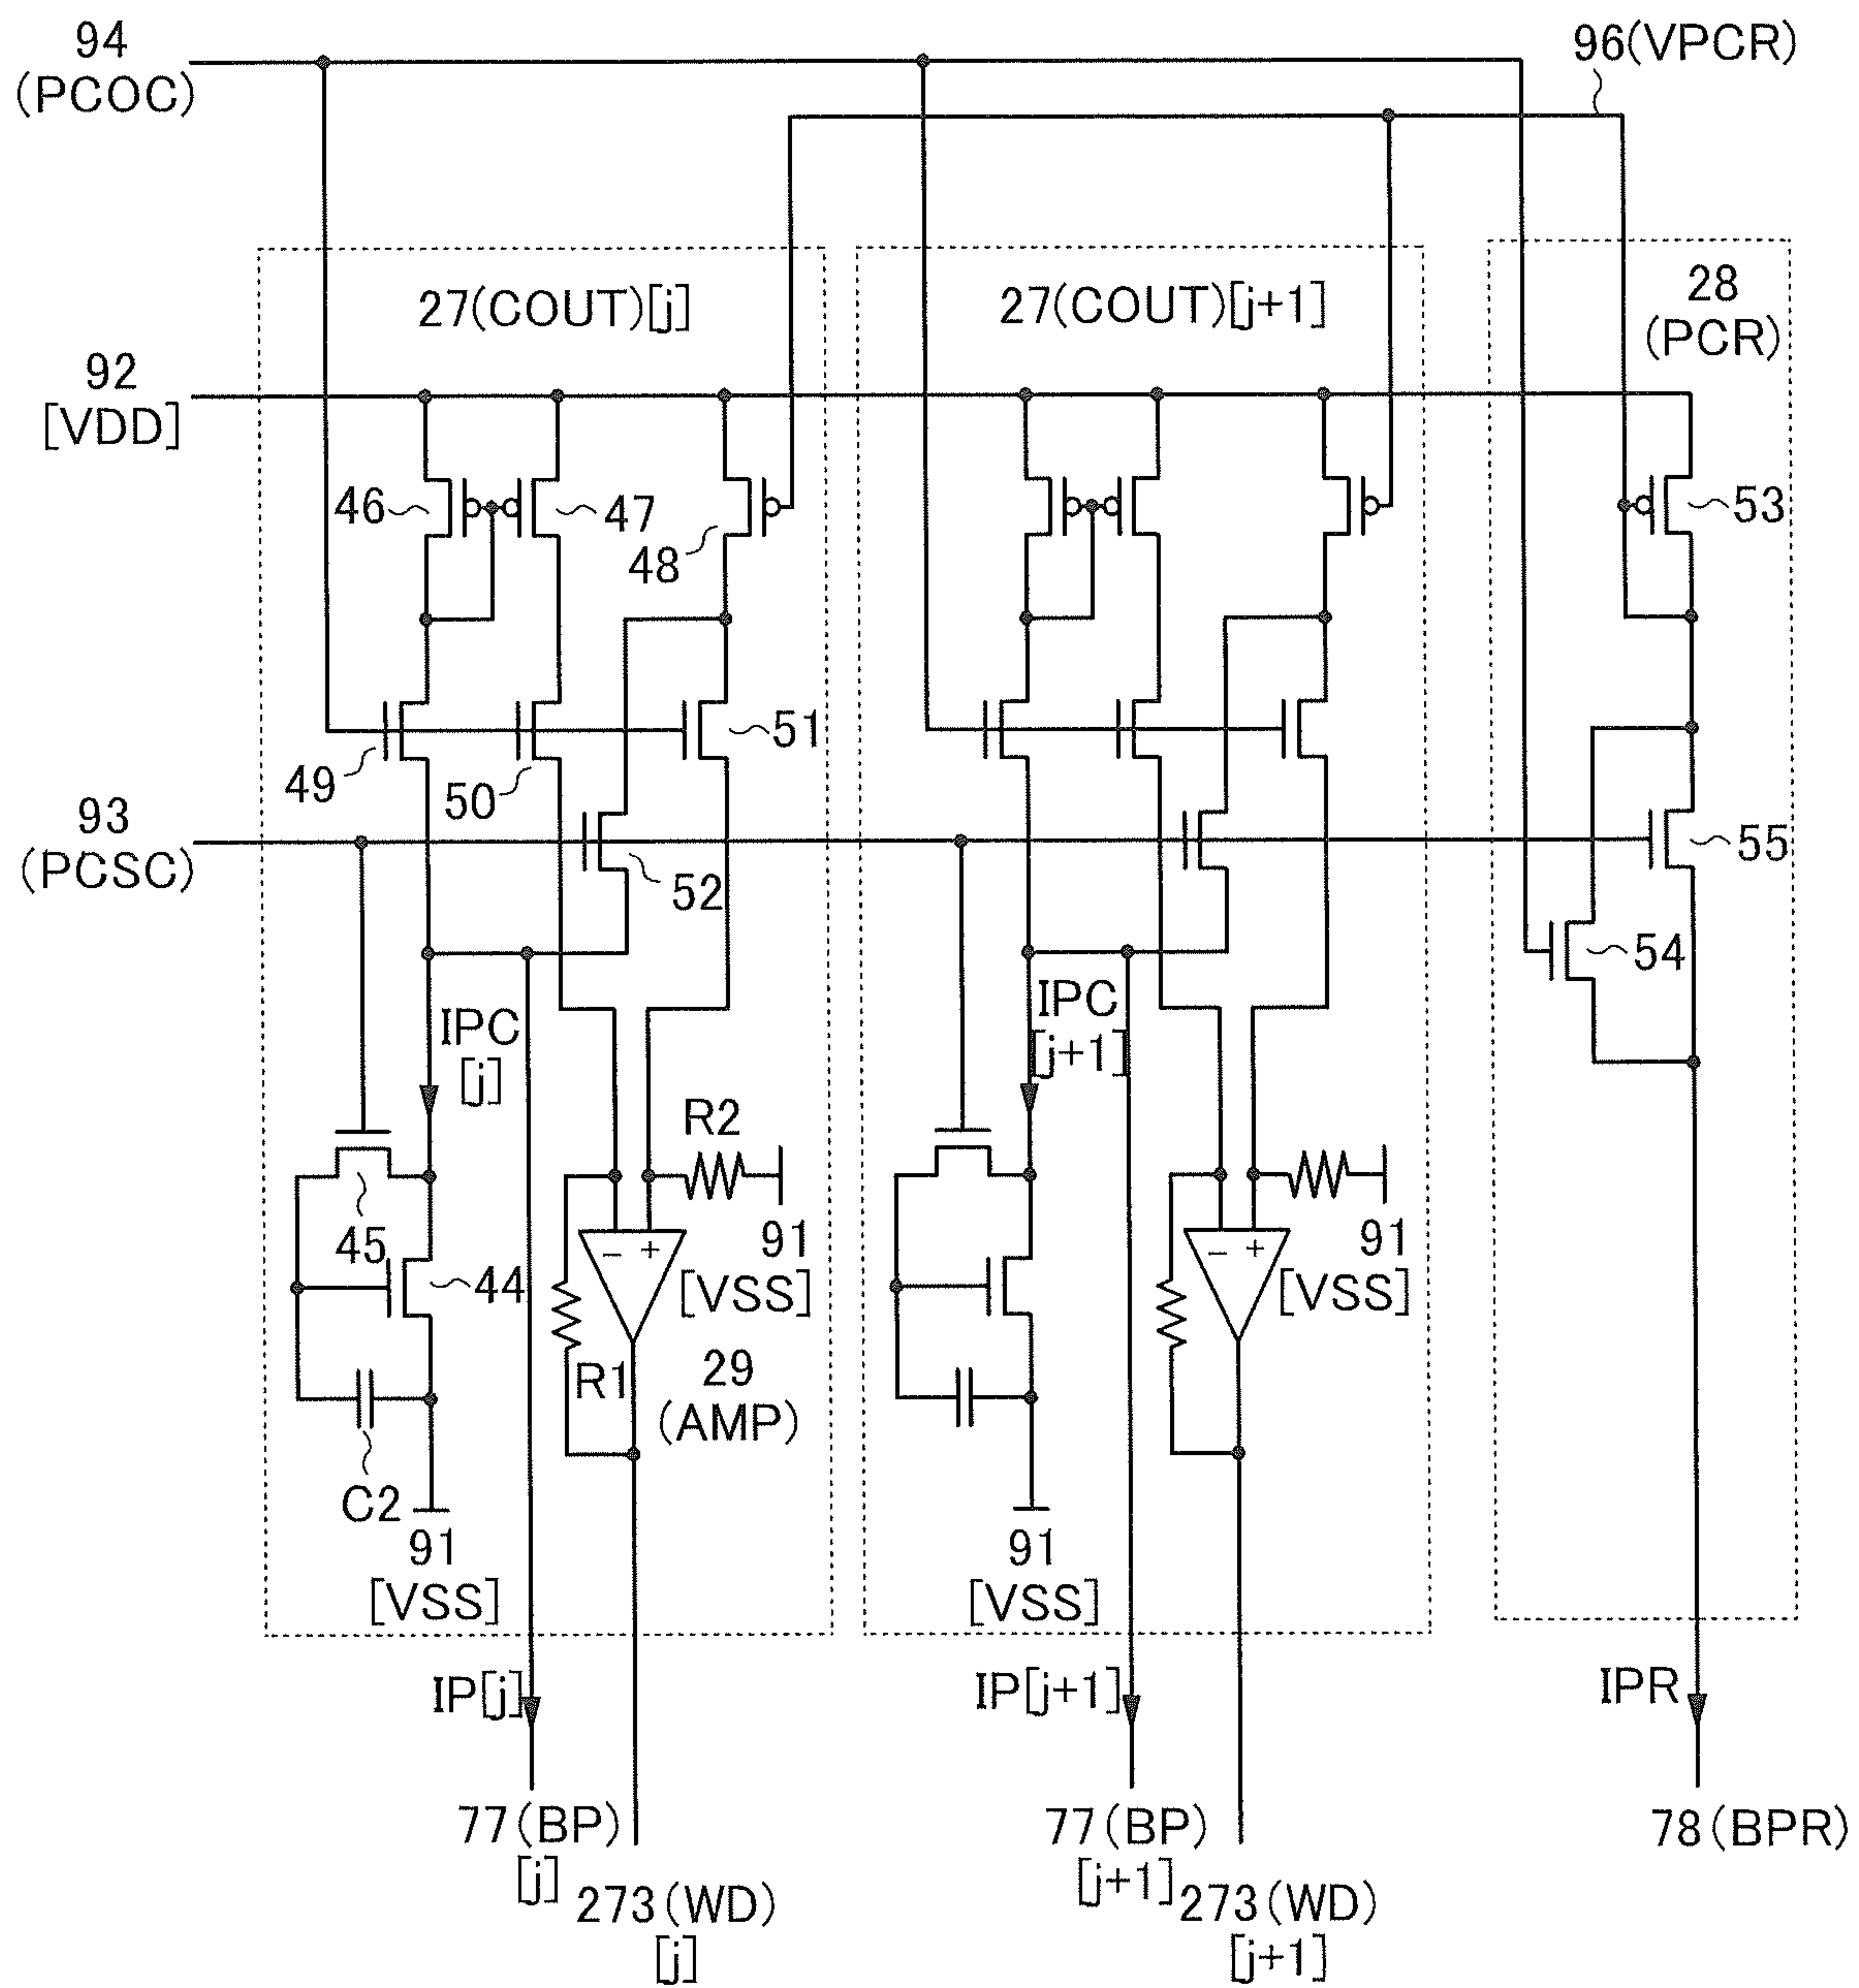 94
(PCOC)
96(VPCR)
27(COUT)[j]
27(COUT)[j+1]
28
(PCR)
92
[VDD]
46
47
48
53
49
50
51
93
(PCSC)
52
55
54
IPC
[j]
IPC
[j+1]
R2
45
44
− +
91
[VSS]
− +
91
[VSS]
R1
29
(AMP)
C2
91
[VSS]
91
[VSS]
IP[j]
IP[j+1]
IPR
77(BP)
[j]
273(WD)
[j]
77(BP)
[j+1]
273(WD)
[j+1]
78(BPR)